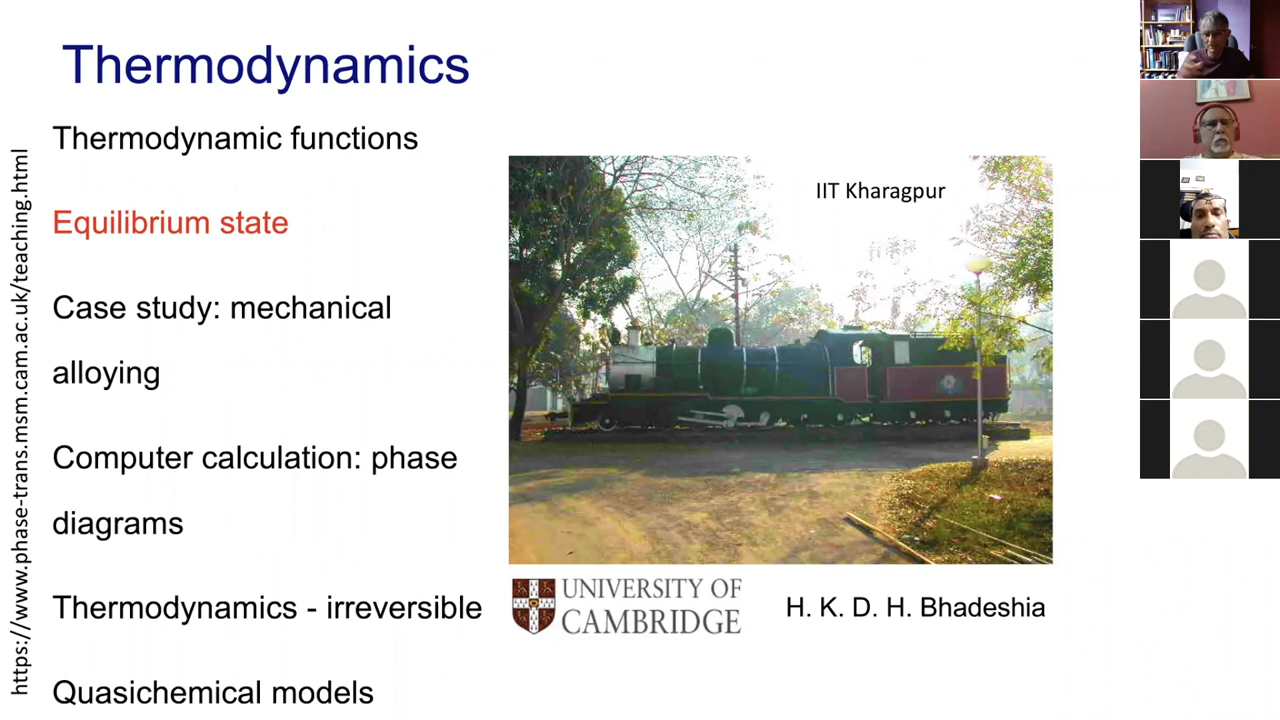 Thermodynamics
Thermodynamic functions
Equilibrium state
Case study: mechanical
alloying
Computer calculation: phase
diagrams
Thermodynamics - irreversible
Quasichemical models
https://www.phase-trans.msm.cam.ac.uk/teaching.html
IIT Kharagpur
UNIVERSITY OF
CAMBRIDGE
H. K. D. H. Bhadeshia